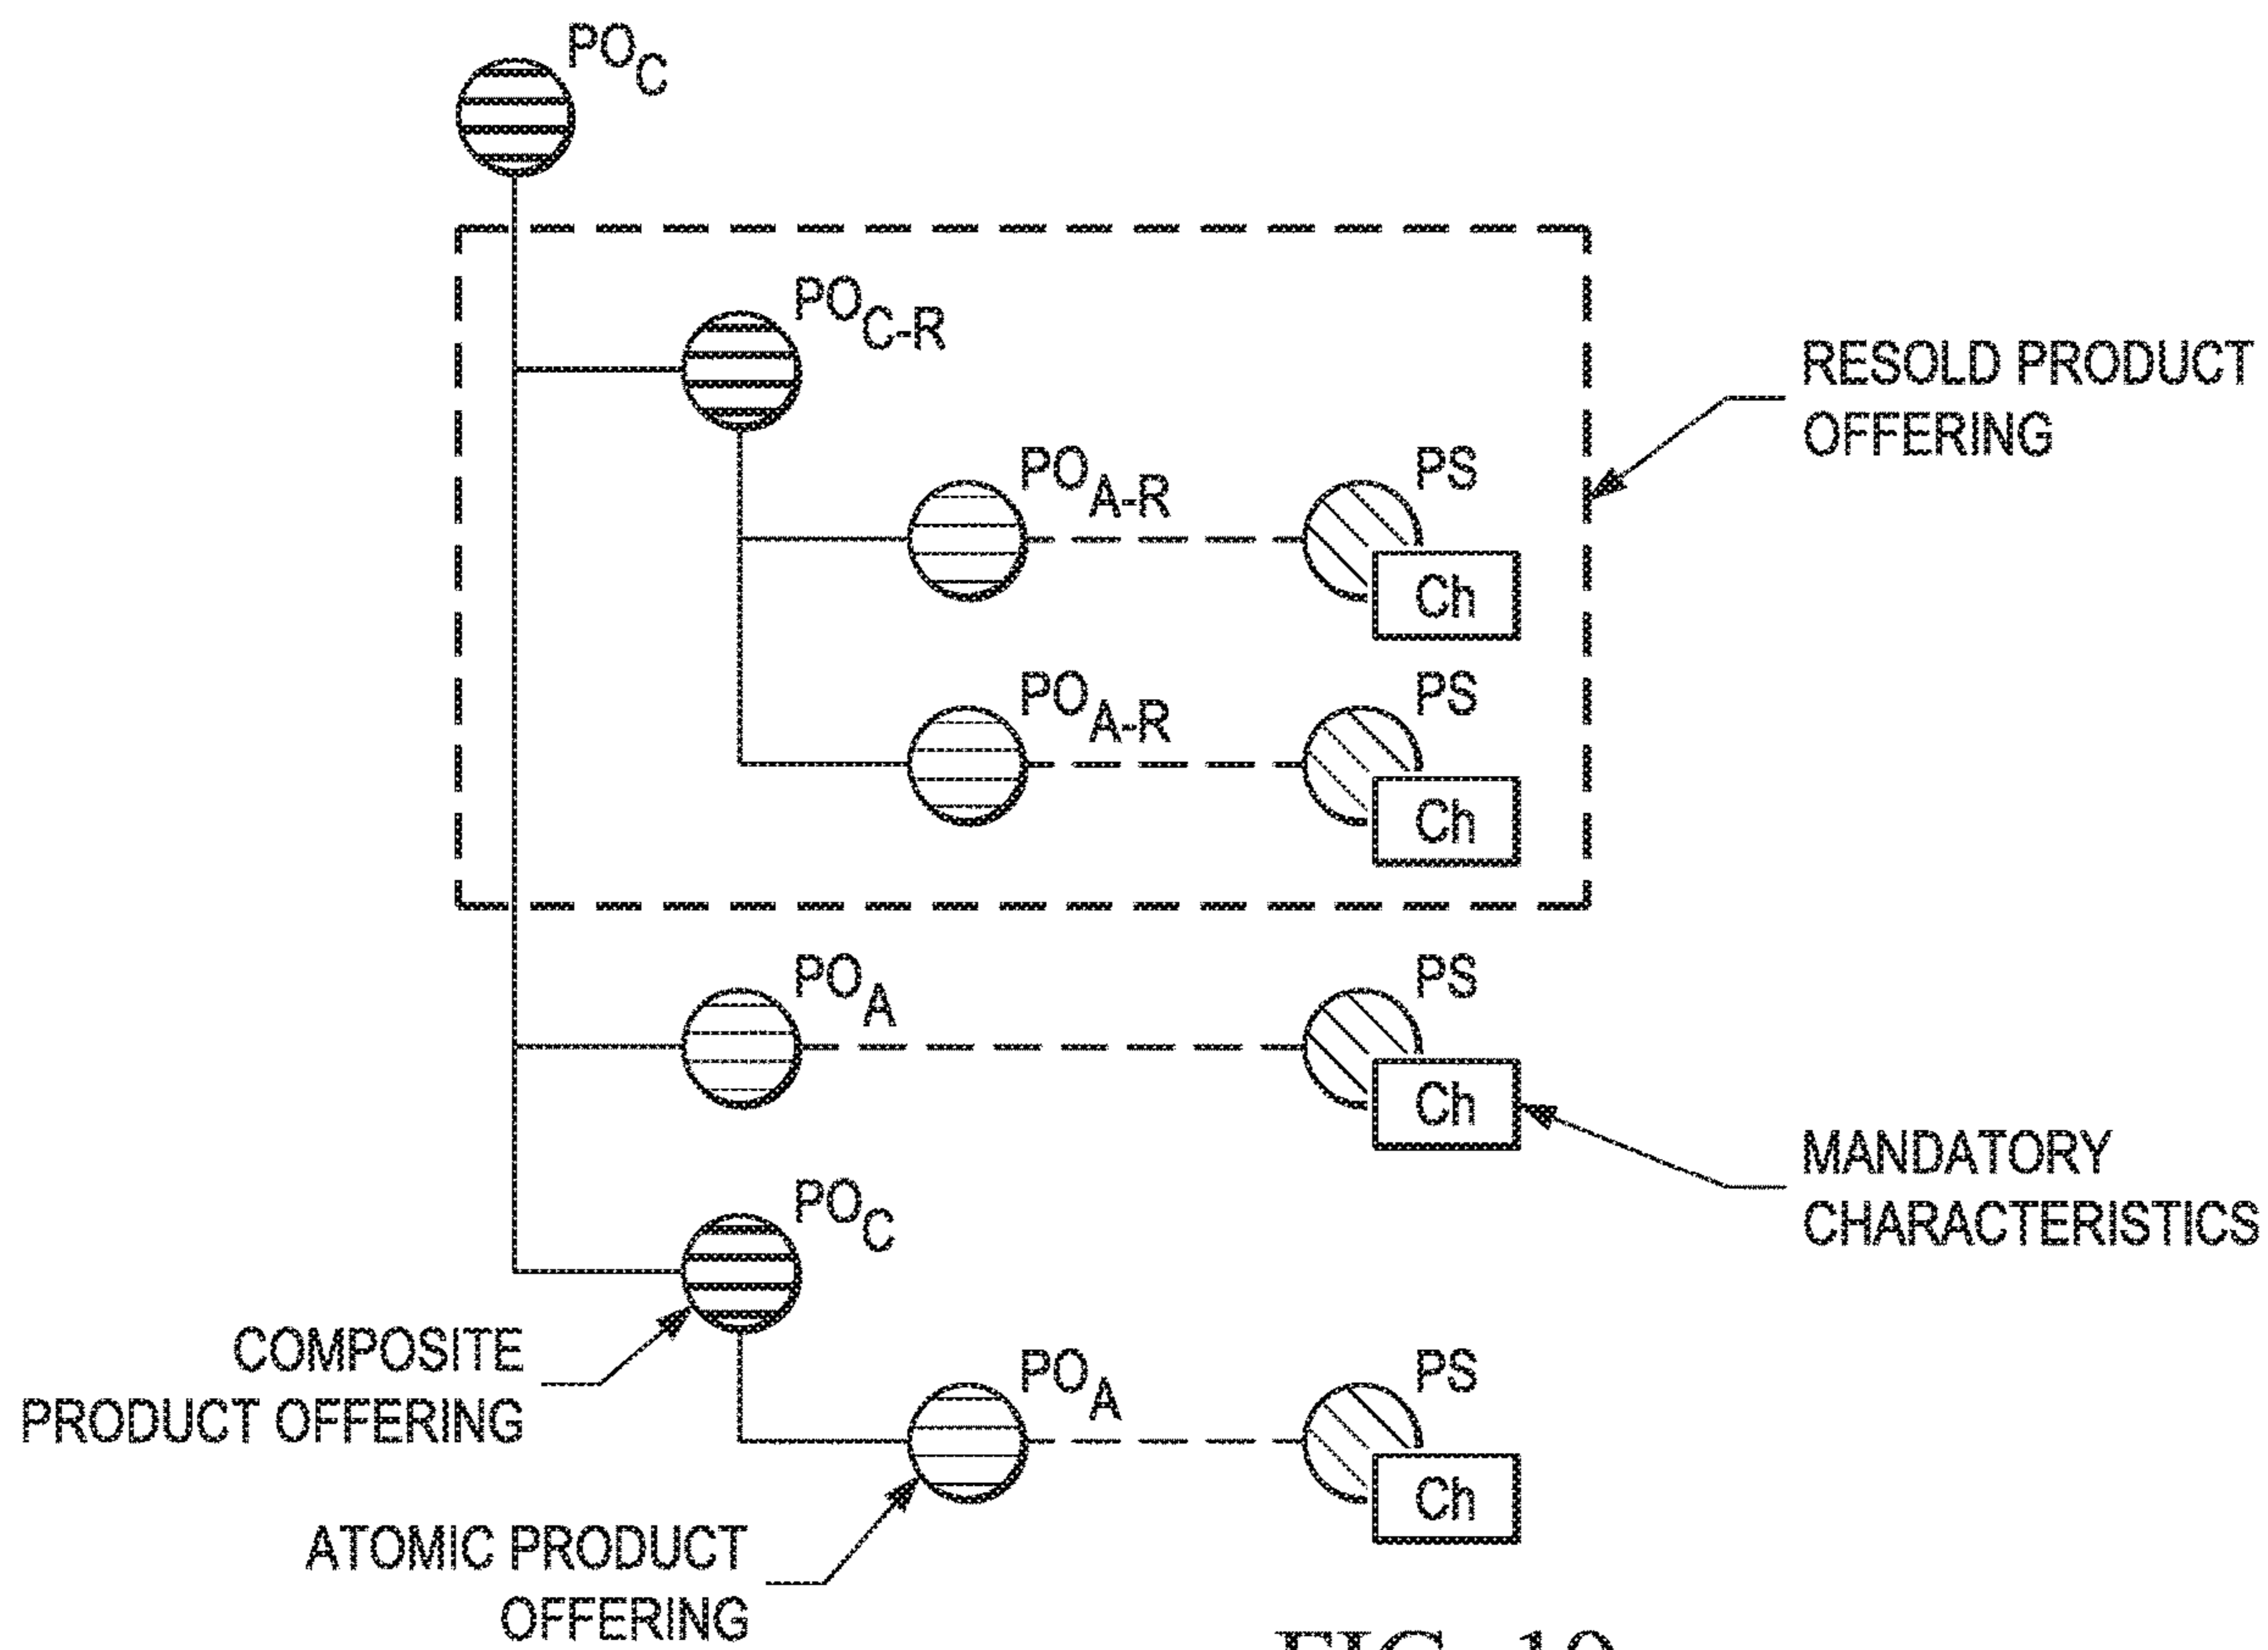 PO_C
PO_C-R
RESOLD PRODUCT
OFFERING
PO_A-R
PS
Ch
PO_A-R
PS
Ch
PO_A
PS
Ch
MANDATORY
CHARACTERISTICS
PO_C
COMPOSITE
PRODUCT OFFERING
PO_A
PS
Ch
ATOMIC PRODUCT
OFFERING